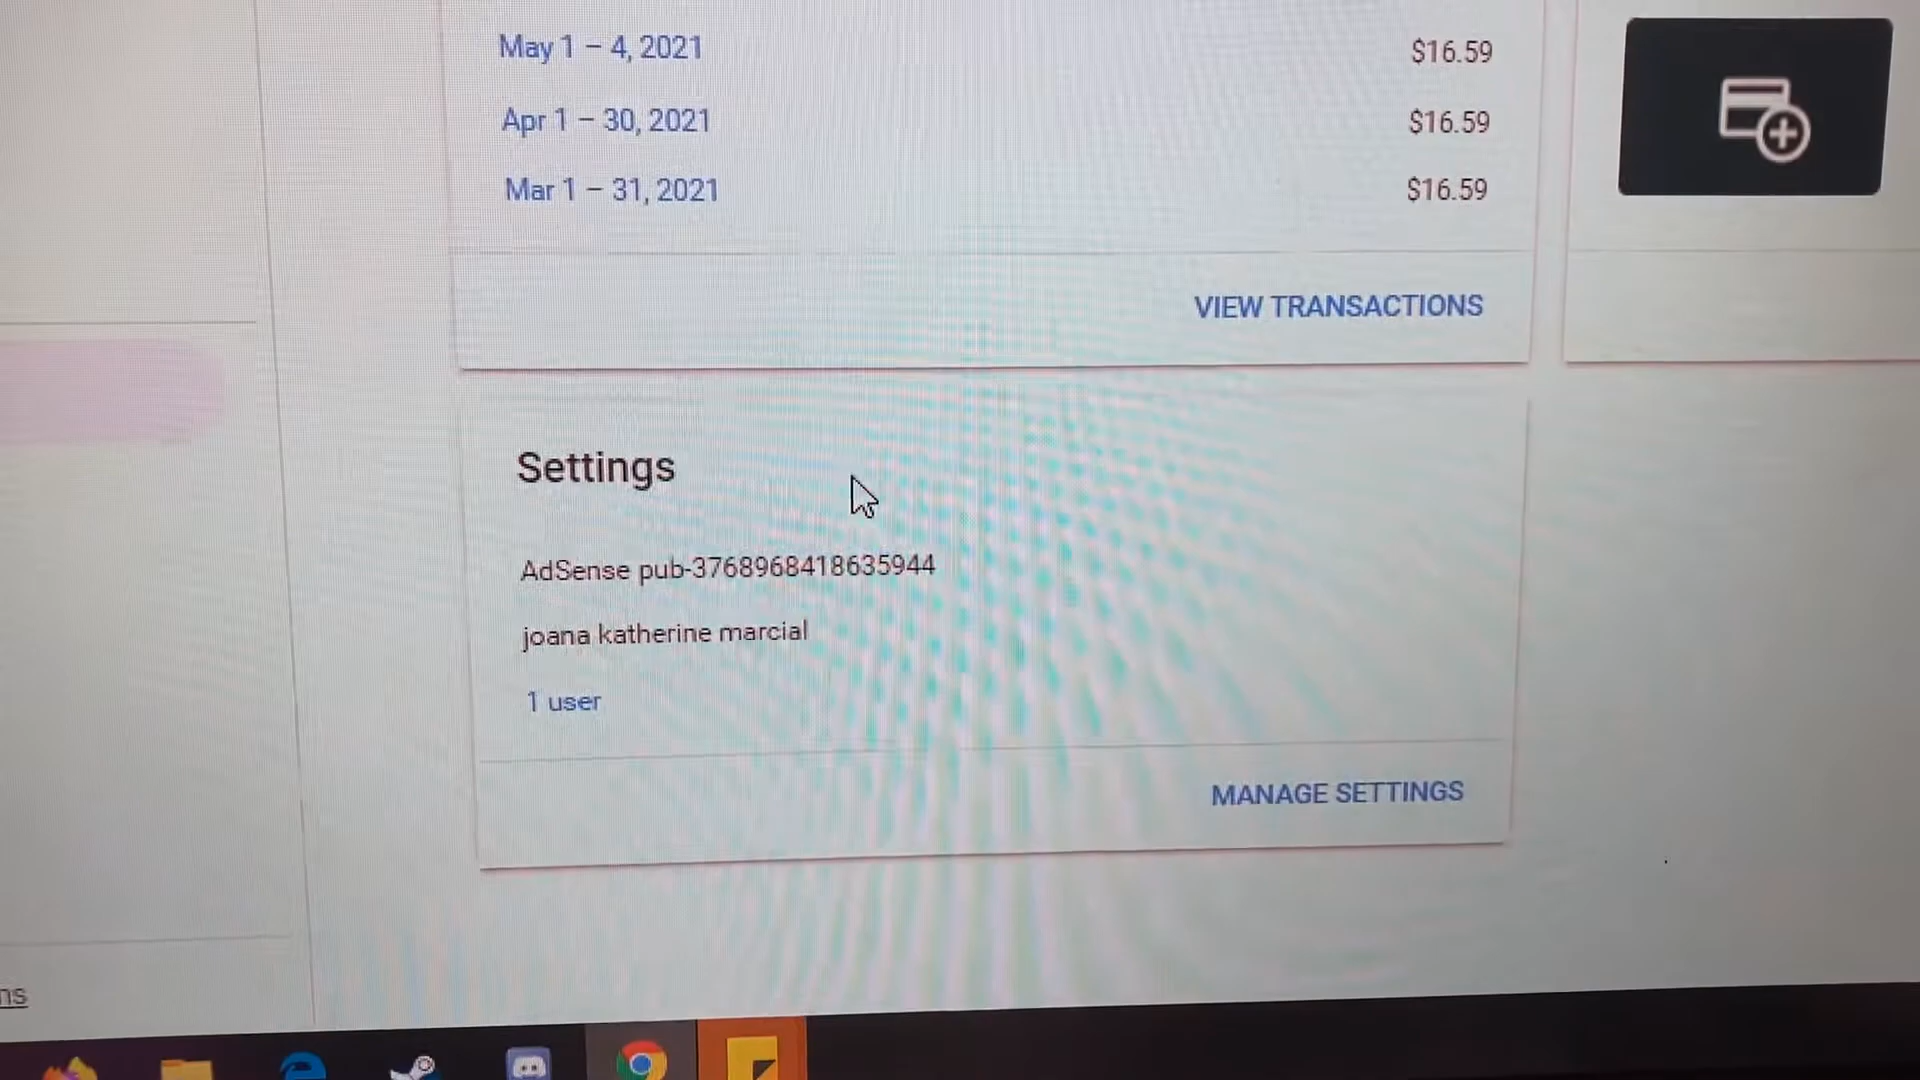 May 1 – 4, 2021 $16.59
Apr 1 – 30, 2021 $16.59
Mar 1 – 31, 2021 $16.59
VIEW TRANSACTIONS
Settings
AdSense pub-3768968418635944
joana katherine marcial
1 user
MANAGE SETTINGS
ns